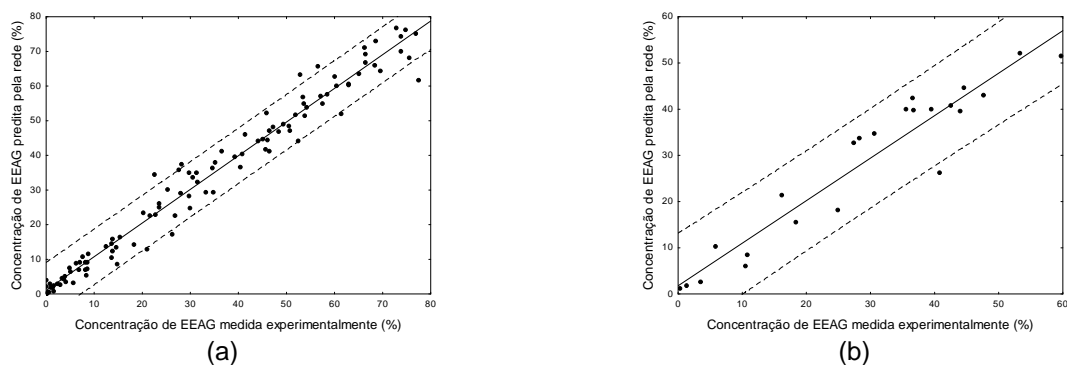 Concentração de EEAG predita pela rede (%)
80
70
60
50
40
30
20
10
0
0 10 20 30 40 50 60 70 80
Concentração de EEAG medida experimentalmente (%)
(a)
Concentração de EEAG predita pela rede (%)
60
50
40
30
20
10
0
0 10 20 30 40 50 60
Concentração de EEAG medida experimentalmente (%)
(b)